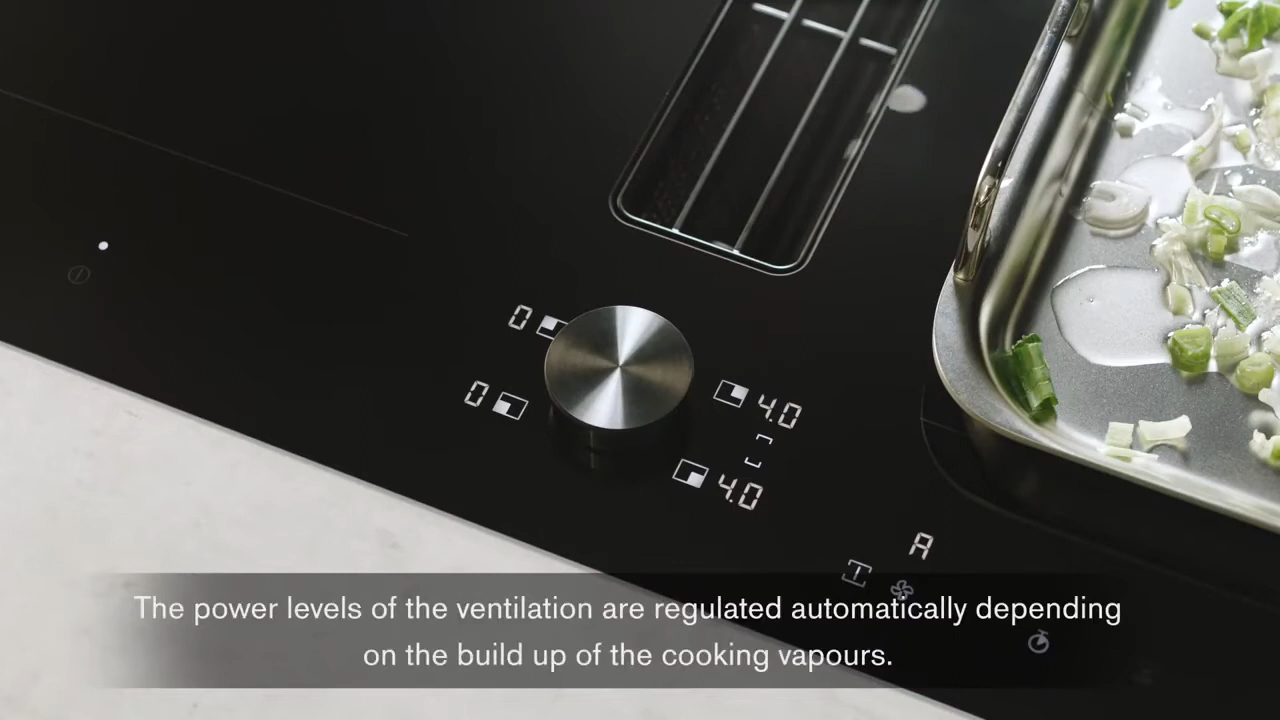 0
0
4.0
4.0
A
The power levels of the ventilation are regulated automatically depending
on the build up of the cooking vapours.